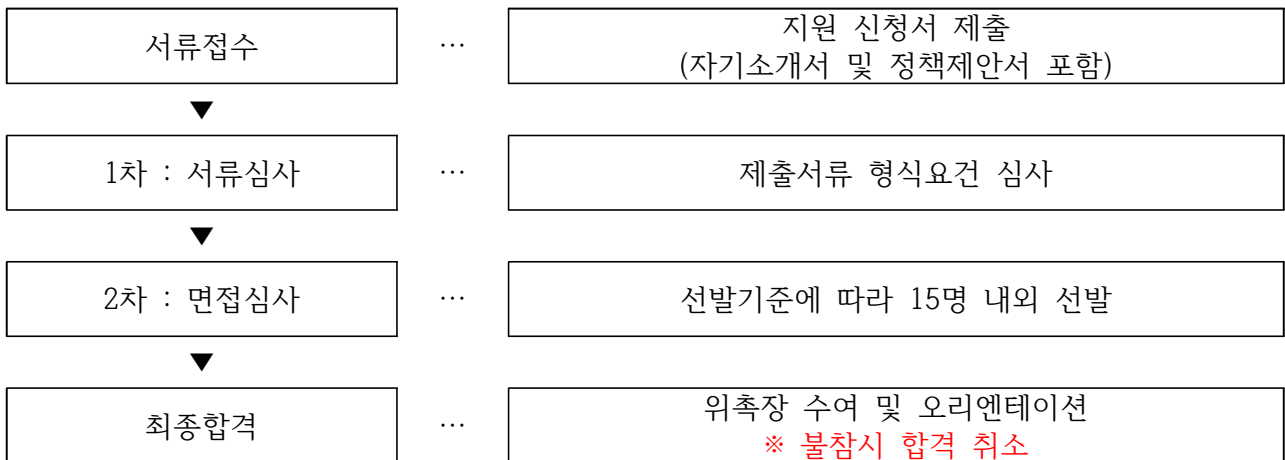 서류접수 … 지원 신청서 제출
(자기소개서 및 정책제안서 포함)
▼
1차 : 서류심사 … 제출서류 형식요건 심사
▼
2차 : 면접심사 … 선발기준에 따라 15명 내외 선발
▼
최종합격 … 위촉장 수여 및 오리엔테이션
※ 불참시 합격 취소